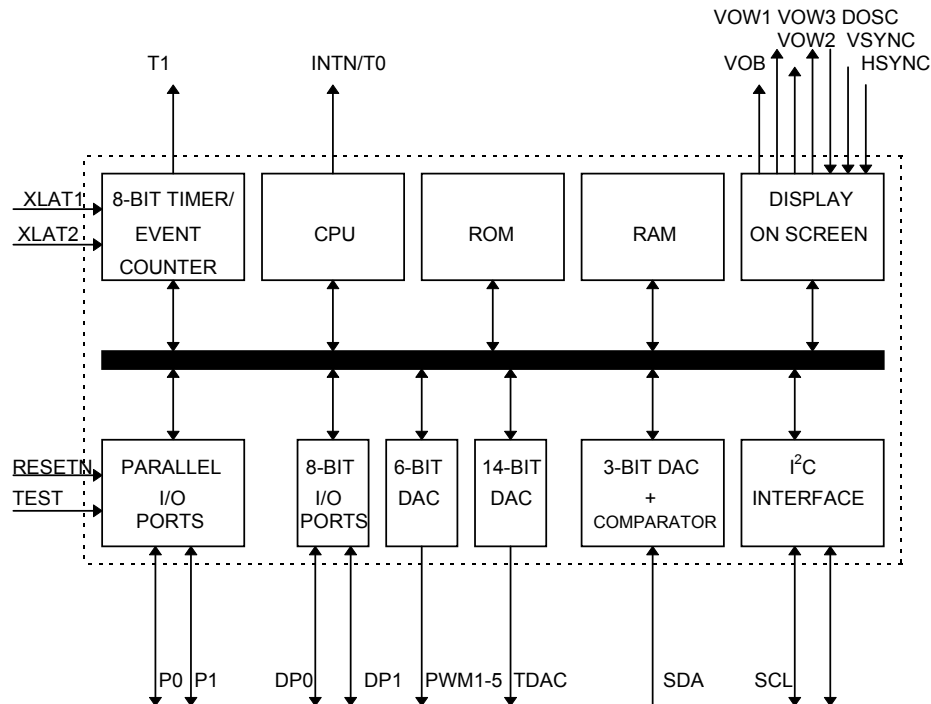 VOW1 VOW3 DOSC
VOW2 VSYNC
T1 INTN/T0 VOB HSYNC
XLAT1
XLAT2
8-BIT TIMER/
EVENT
COUNTER
CPU
ROM
RAM
DISPLAY
ON SCREEN
RESETN
TEST
PARALLEL
I/O
PORTS
8-BIT
I/O
PORTS
6-BIT
DAC
14-BIT
DAC
3-BIT DAC
+
COMPARATOR
I²C
INTERFACE
P0 P1 DP0 DP1 PWM1-5 TDAC SDA SCL